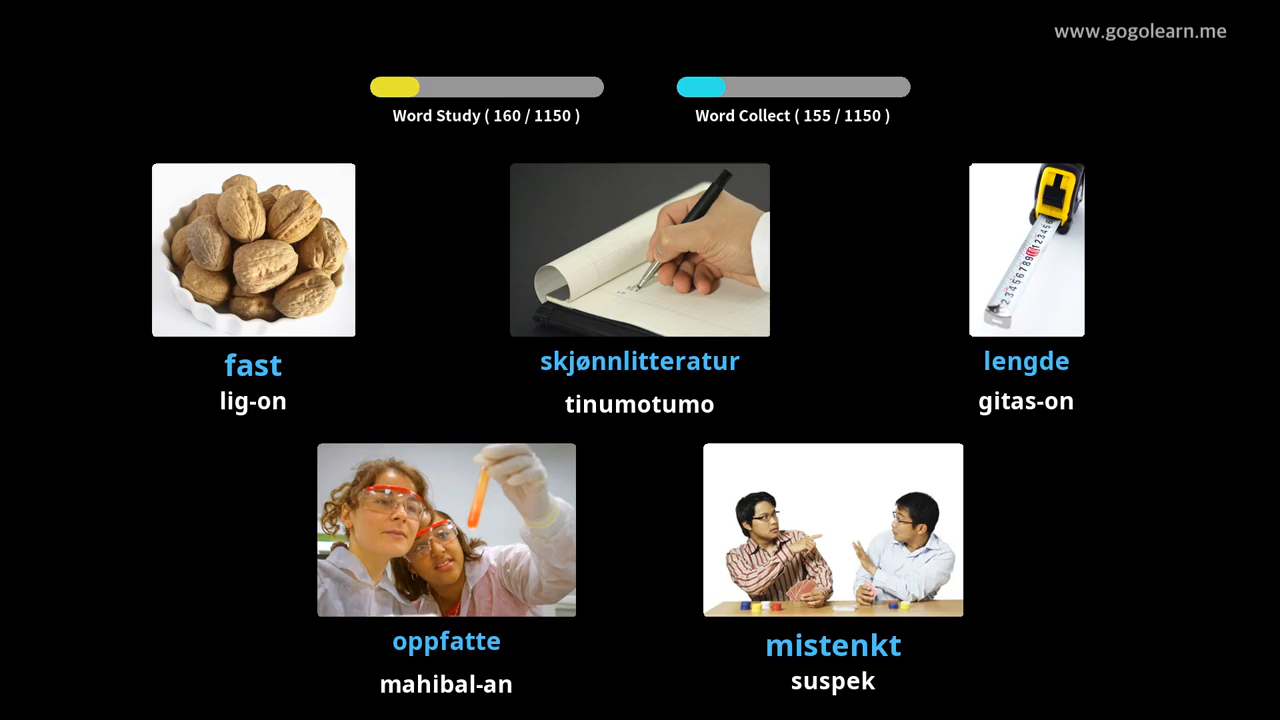 www.gogolearn.me
Word Study ( 160 / 1150 )
Word Collect ( 155 / 1150 )
fast
lig-on
skjønnlitteratur
tinumotumo
lengde
gitas-on
oppfatte
mahibal-an
mistenkt
suspek